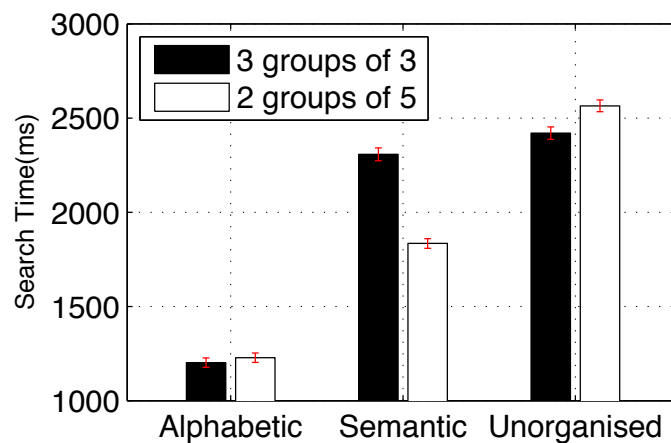 3000
2500
2000
1500
1000
Search Time(ms)
3 groups of 3
2 groups of 5
Alphabetic Semantic Unorganised